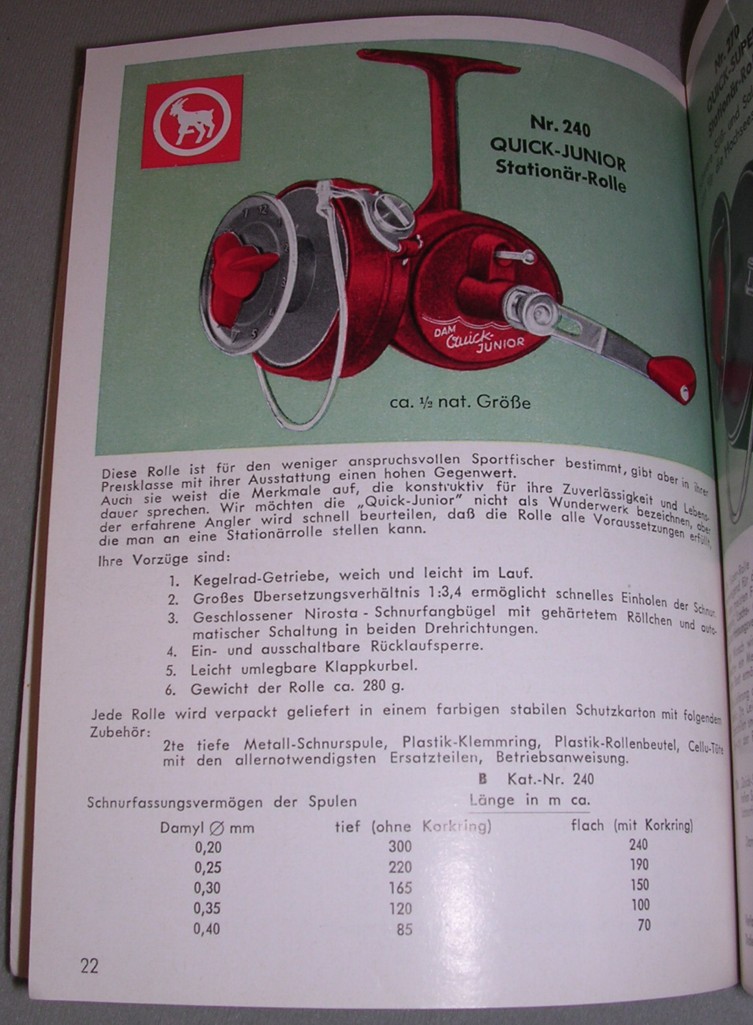 Nr. 240
QUICK-JUNIOR
Stationär-Rolle
DAM
Quick-
JUNIOR
ca. ½ nat. Größe
Diese Rolle ist für den weniger anspruchsvollen Sportfischer bestimmt, gibt aber in ihrer
Preisklasse mit ihrer Ausstattung einen hohen Gegenwert.
Auch sie weist die Merkmale auf, die konstruktiv für ihre Zuverlässigkeit und Lebens-
dauer sprechen. Wir möchten die „Quick-Junior" nicht als Wunderwerk bezeichnen, aber
der erfahrene Angler wird schnell beurteilen, daß die Rolle alle Voraussetzungen erfüllt,
die man an eine Stationärrolle stellen kann.
Ihre Vorzüge sind:
1. Kegelrad-Getriebe, weich und leicht im Lauf.
2. Großes Übersetzungsverhältnis 1:3,4 ermöglicht schnelles Einholen der Schnur.
3. Geschlossener Nirosta - Schnurfangbügel mit gehärtetem Röllchen und auto-
matischer Schaltung in beiden Drehrichtungen.
4. Ein- und ausschaltbare Rücklaufsperre.
5. Leicht umlegbare Klappkurbel.
6. Gewicht der Rolle ca. 280 g.
Jede Rolle wird verpackt geliefert in einem farbigen stabilen Schutzkarton mit folgendem
Zubehör:
2te tiefe Metall-Schnurspule, Plastik-Klemmring, Plastik-Rollenbeutel, Cellu-Tüte
mit den allernotwendigsten Ersatzteilen, Betriebsanweisung.
B Kat.-Nr. 240
Schnurfassungsvermögen der Spulen Länge in m ca.
Damyl Ø mm tief (ohne Korkring) flach (mit Korkring)
0,20 300 240
0,25 220 190
0,30 165 150
0,35 120 100
0,40 85 70
22
Nr. 270
QUICK-SUPER
Stationär-Ro